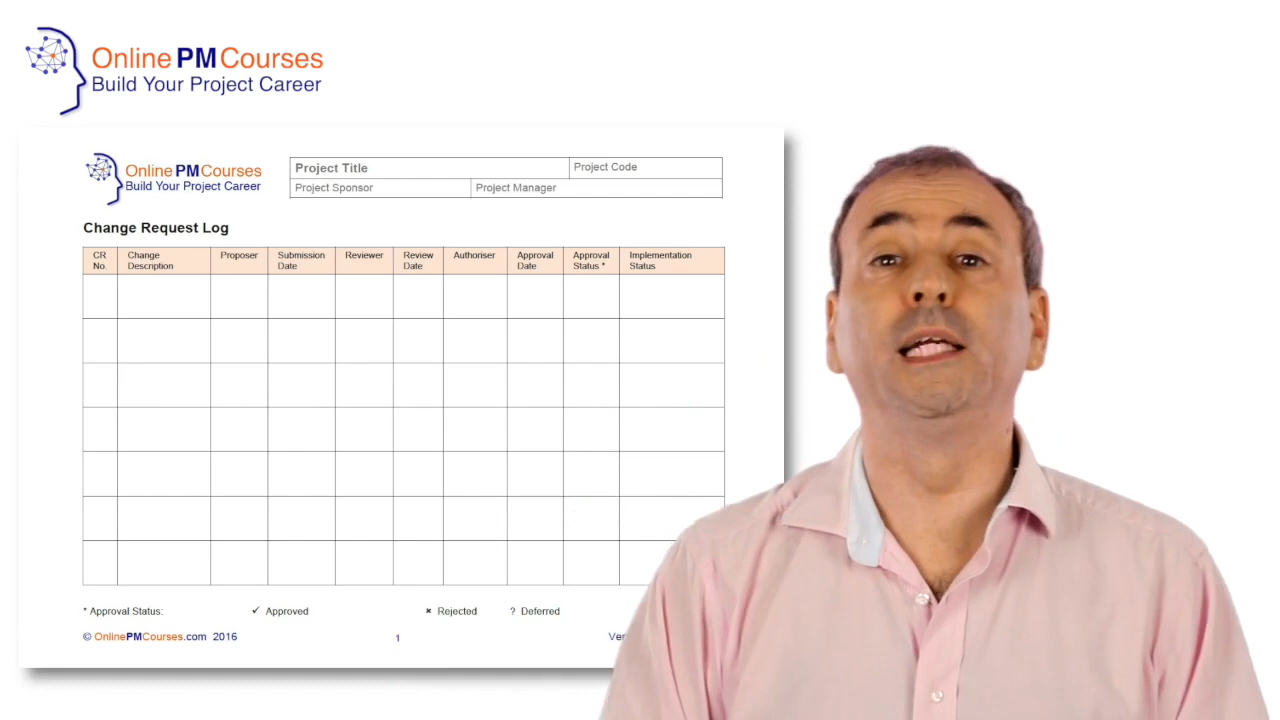 Online PM Courses
Build Your Project Career
Online PM Courses
Build Your Project Career
Project Title
Project Code
Project Sponsor
Project Manager
Change Request Log
CR No.
Change Description
Proposer
Submission Date
Reviewer
Review Date
Authoriser
Approval Date
Approval Status *
Implementation Status
* Approval Status:
✓ Approved
✖ Rejected
? Deferred
© OnlinePMCourses.com 2016
1